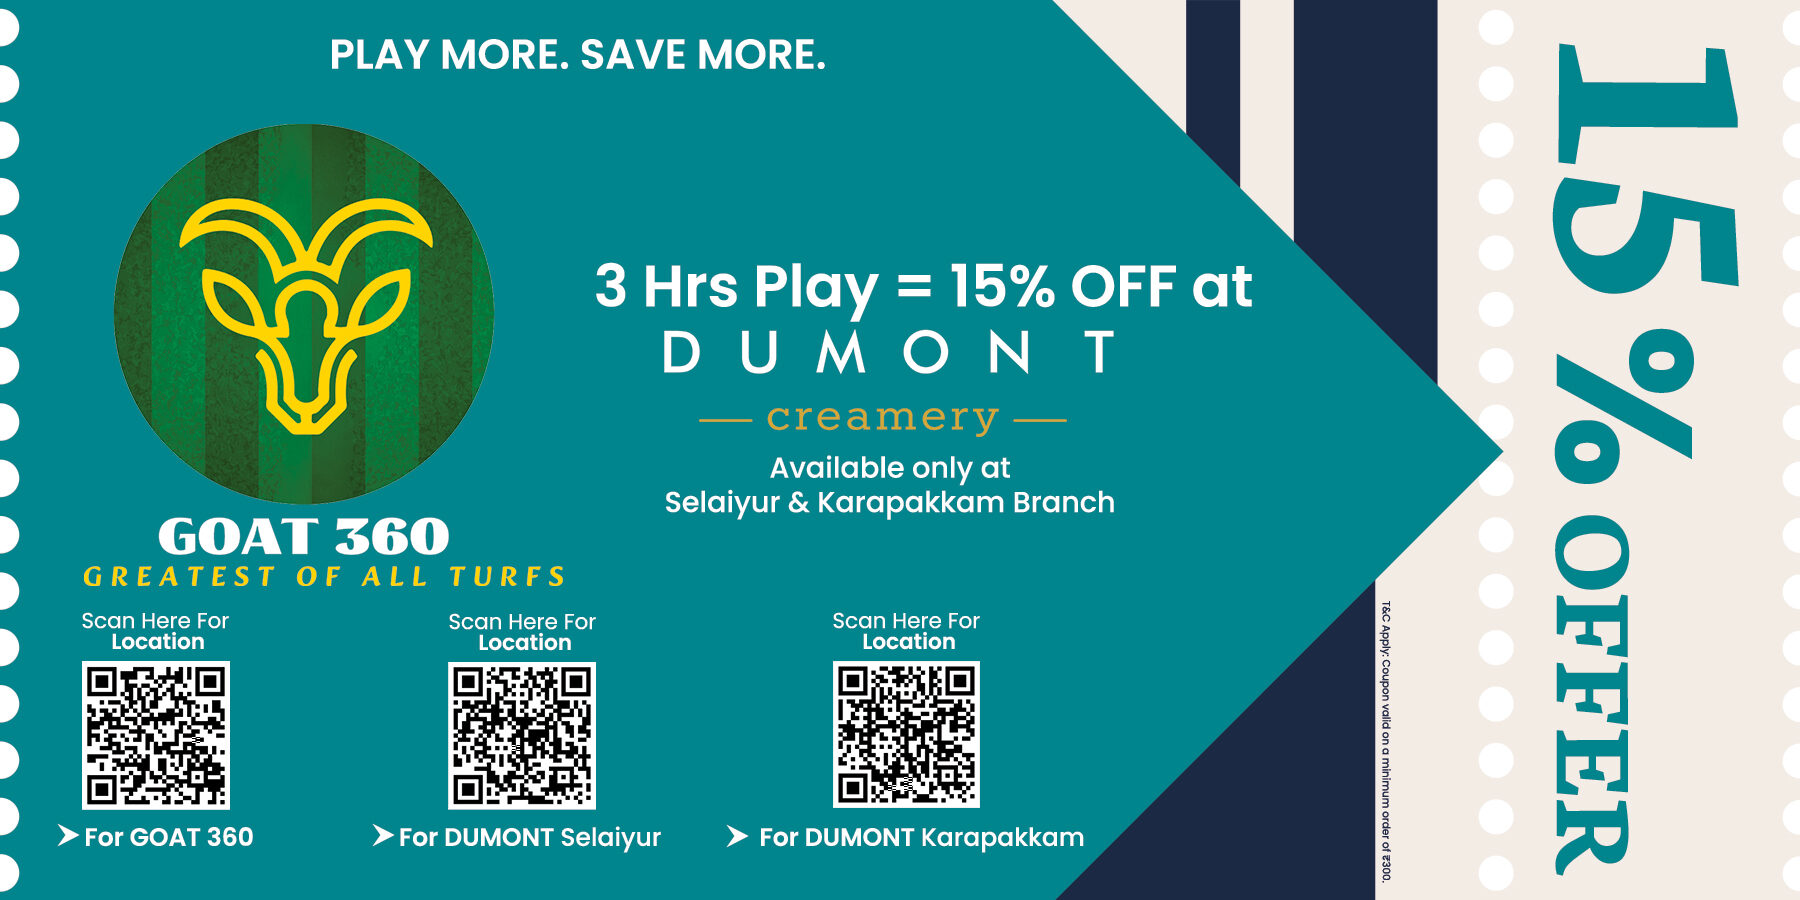 PLAY MORE. SAVE MORE.
GOAT 360
GREATEST OF ALL TURFS
3 Hrs Play = 15% OFF at
DUMONT
creamery
Available only at
Selaiyur & Karapakkam Branch
Scan Here For
Location
For GOAT 360
Scan Here For
Location
For DUMONT Selaiyur
Scan Here For
Location
For DUMONT Karapakkam
T&C Apply: Coupon valid on a minimum order of ₹300.
15% OFFER